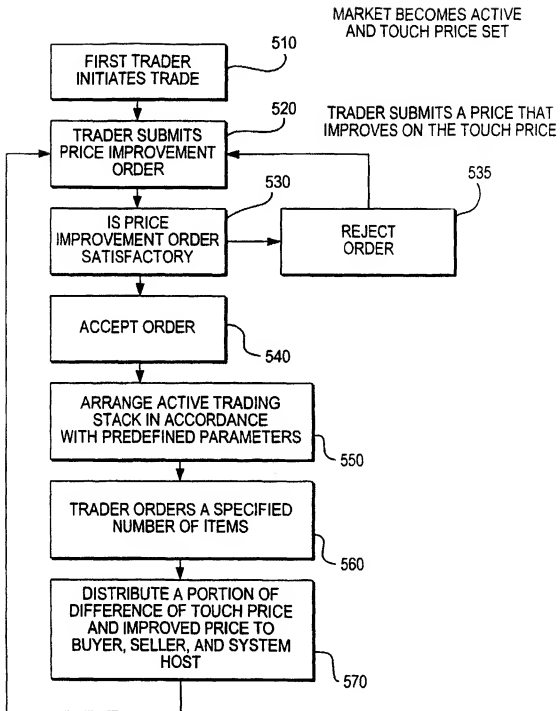 MARKET BECOMES ACTIVE
AND TOUCH PRICE SET
510
FIRST TRADER
INITIATES TRADE
520
TRADER SUBMITS
PRICE IMPROVEMENT
ORDER
TRADER SUBMITS A PRICE THAT
IMPROVES ON THE TOUCH PRICE
530
IS PRICE
IMPROVEMENT ORDER
SATISFACTORY
535
REJECT
ORDER
ACCEPT ORDER
540
ARRANGE ACTIVE TRADING
STACK IN ACCORDANCE
WITH PREDEFINED PARAMETERS
550
TRADER ORDERS A SPECIFIED
NUMBER OF ITEMS
560
DISTRIBUTE A PORTION OF
DIFFERENCE OF TOUCH PRICE
AND IMPROVED PRICE TO
BUYER, SELLER, AND SYSTEM
HOST
570